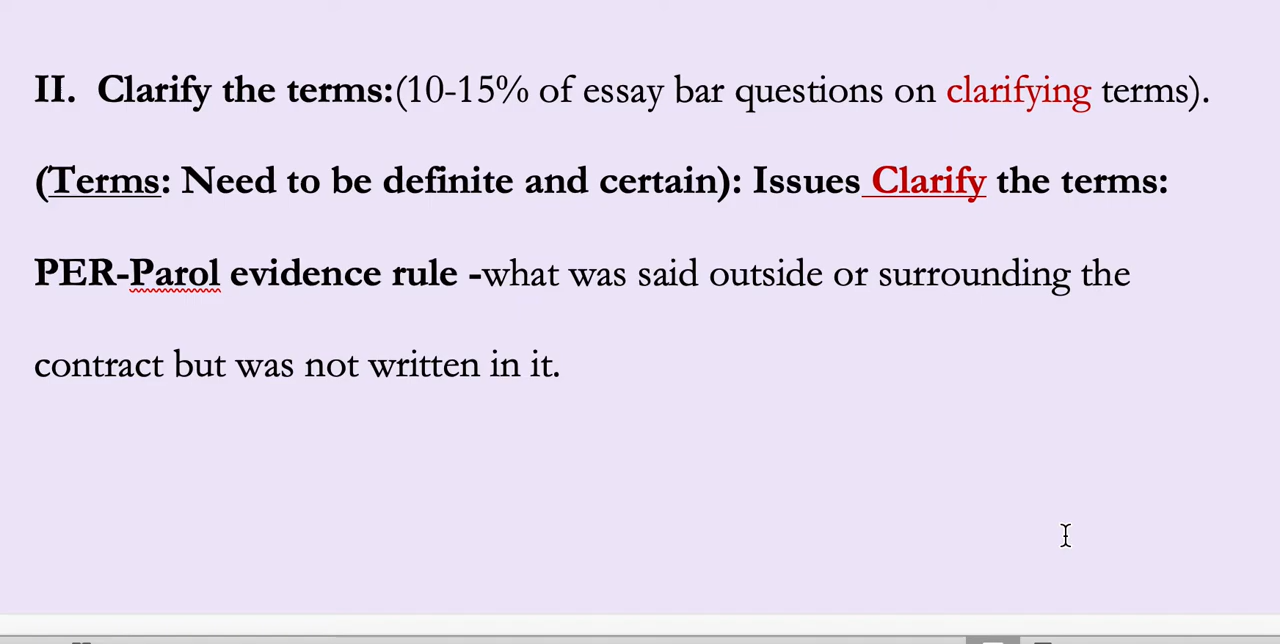 II. Clarify the terms:(10-15% of essay bar questions on clarifying terms).
(Terms: Need to be definite and certain): Issues Clarify the terms:
PER-Parol evidence rule -what was said outside or surrounding the
contract but was not written in it.